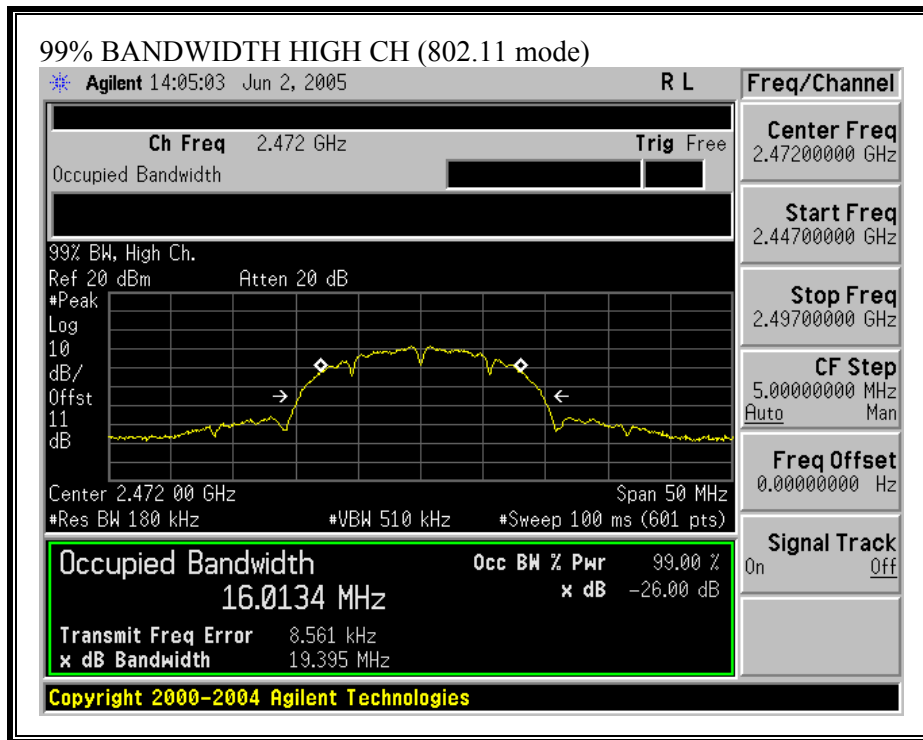 99% BANDWIDTH HIGH CH (802.11 mode)
Agilent 14:05:03 Jun 2, 2005 R L
Freq/Channel
Ch Freq 2.472 GHz Trig Free
Occupied Bandwidth
Center Freq
2.47200000 GHz
Start Freq
2.44700000 GHz
Stop Freq
2.49700000 GHz
CF Step
5.00000000 MHz
Auto Man
Freq Offset
0.00000000 Hz
Signal Track
On Off
99% BW, High Ch.
Ref 20 dBm Atten 20 dB
#Peak
Log
10
dB/
Offst
11
dB
Center 2.472 00 GHz Span 50 MHz
#Res BW 180 kHz #VBW 510 kHz #Sweep 100 ms (601 pts)
Occupied Bandwidth Occ BW % Pwr 99.00 %
16.0134 MHz x dB -26.00 dB
Transmit Freq Error 8.561 kHz
x dB Bandwidth 19.395 MHz
Copyright 2000-2004 Agilent Technologies